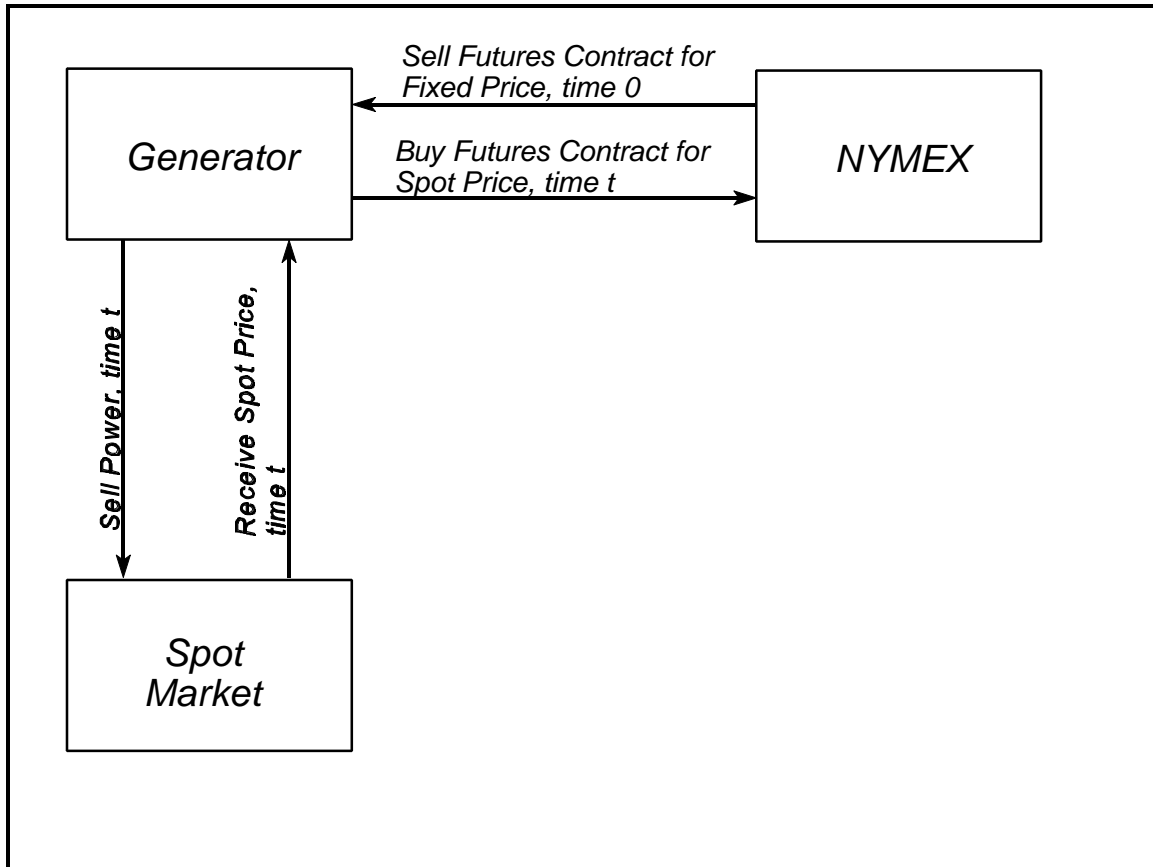 Sell Futures Contract for
Fixed Price, time 0
Generator
Buy Futures Contract for
Spot Price, time t
NYMEX
Sell Power, time t
Receive Spot Price,
time t
Spot
Market